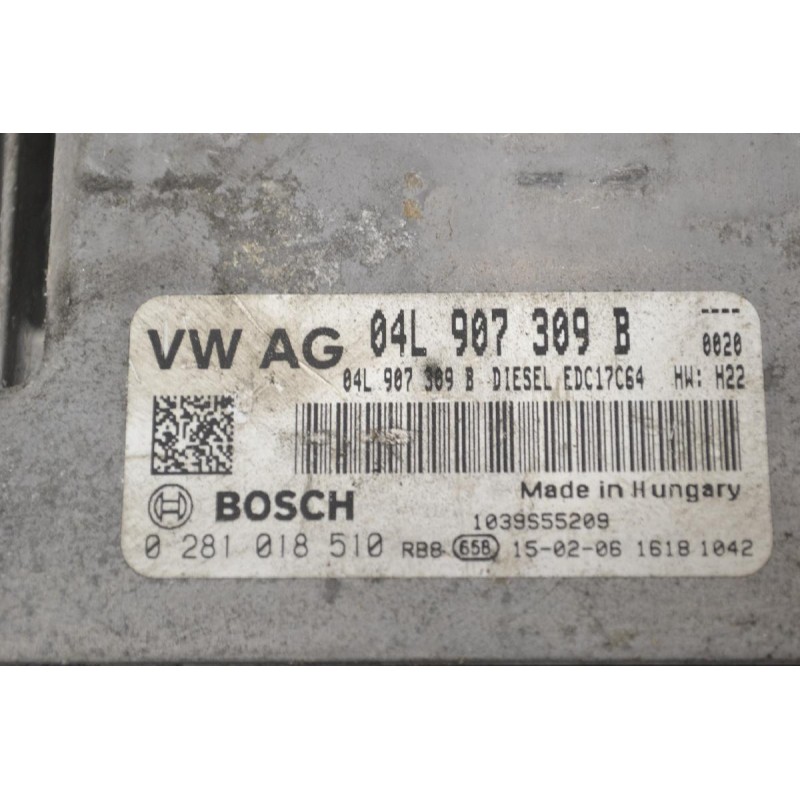 VW AG 04L 907 309 B ----
0020
04L 907 309 B DIESEL EDC17C64 HW: H22
Made in Hungary
BOSCH
1039S55209
0 281 018 510 RB8 658 15-02-06 1618 1042